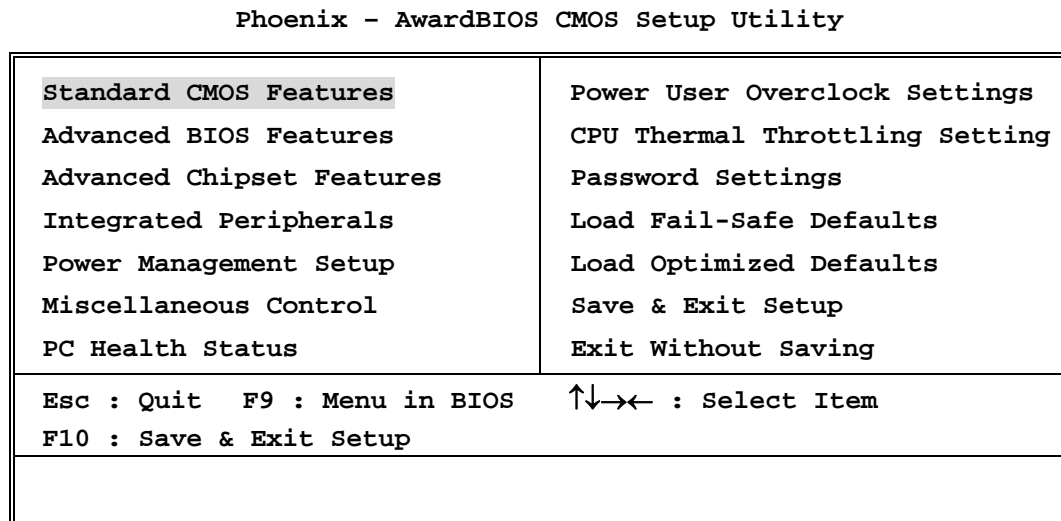 Phoenix – AwardBIOS CMOS Setup Utility
Standard CMOS Features
Advanced BIOS Features
Advanced Chipset Features
Integrated Peripherals
Power Management Setup
Miscellaneous Control
PC Health Status
Power User Overclock Settings
CPU Thermal Throttling Setting
Password Settings
Load Fail-Safe Defaults
Load Optimized Defaults
Save & Exit Setup
Exit Without Saving
Esc : Quit F9 : Menu in BIOS ↑↓→← : Select Item
F10 : Save & Exit Setup